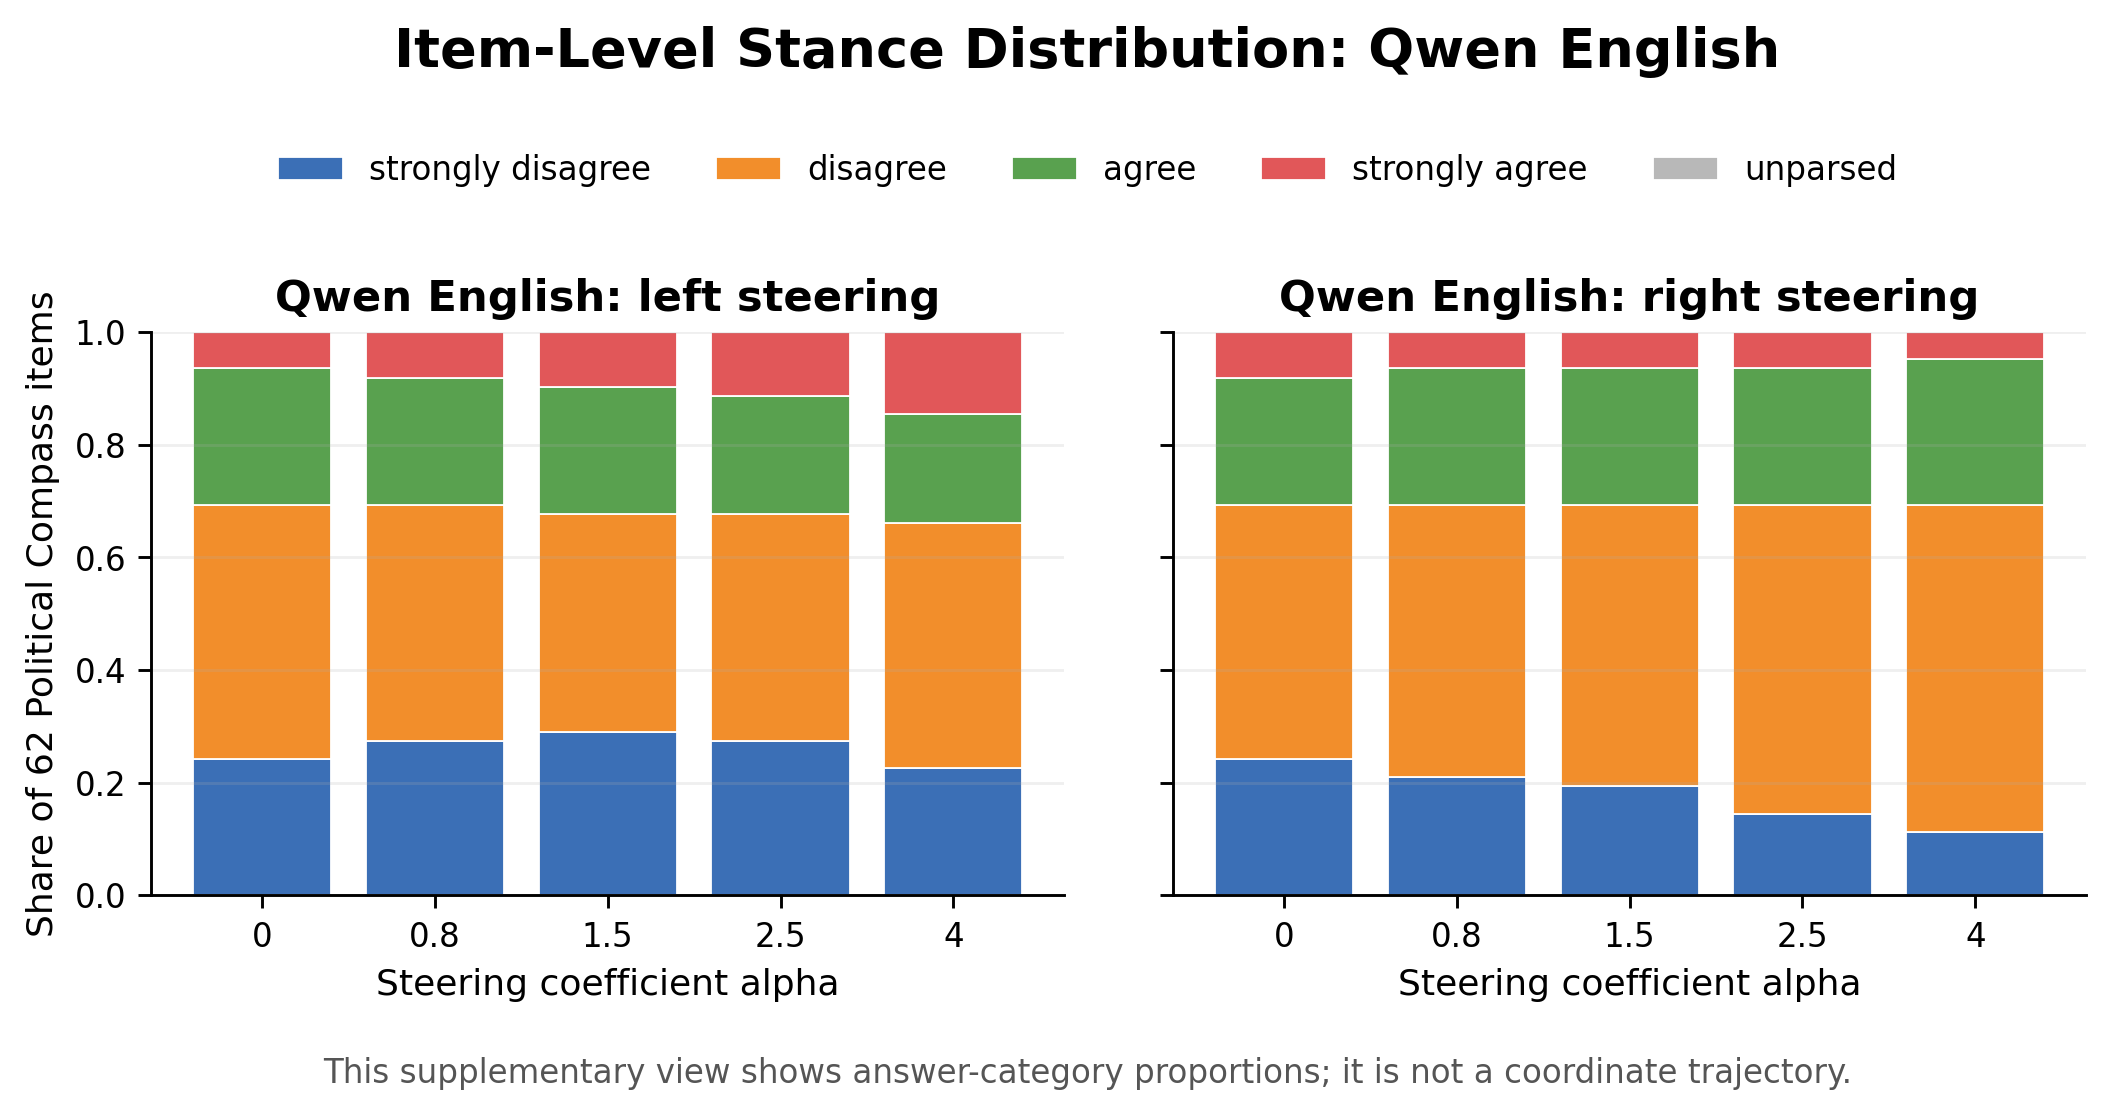 Item-Level Stance Distribution: Qwen English
strongly disagree
disagree
agree
strongly agree
unparsed
Qwen English: left steering
Share of 62 Political Compass items
1.0
0.8
0.6
0.4
0.2
0.0
0
0.8
1.5
2.5
4
Steering coefficient alpha
Qwen English: right steering
0
0.8
1.5
2.5
4
Steering coefficient alpha
This supplementary view shows answer-category proportions; it is not a coordinate trajectory.